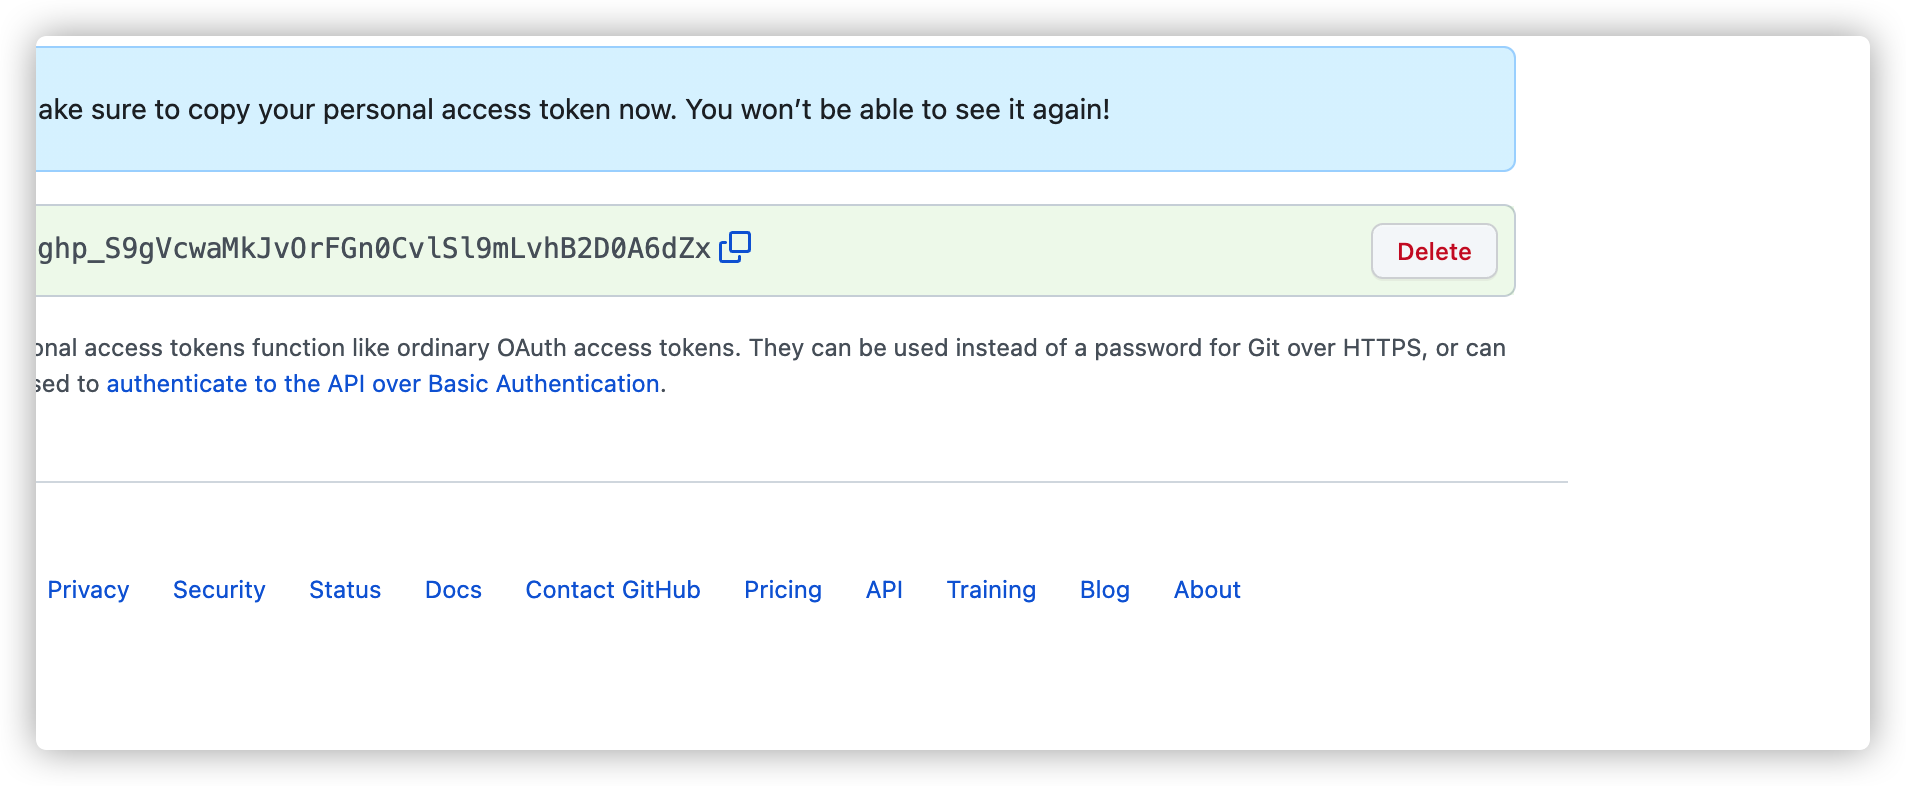 ake sure to copy your personal access token now. You won’t be able to see it again!
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
Delete
onal access tokens function like ordinary OAuth access tokens. They can be used instead of a password for Git over HTTPS, or can
sed to authenticate to the API over Basic Authentication.
Privacy Security Status Docs Contact GitHub Pricing API Training Blog About